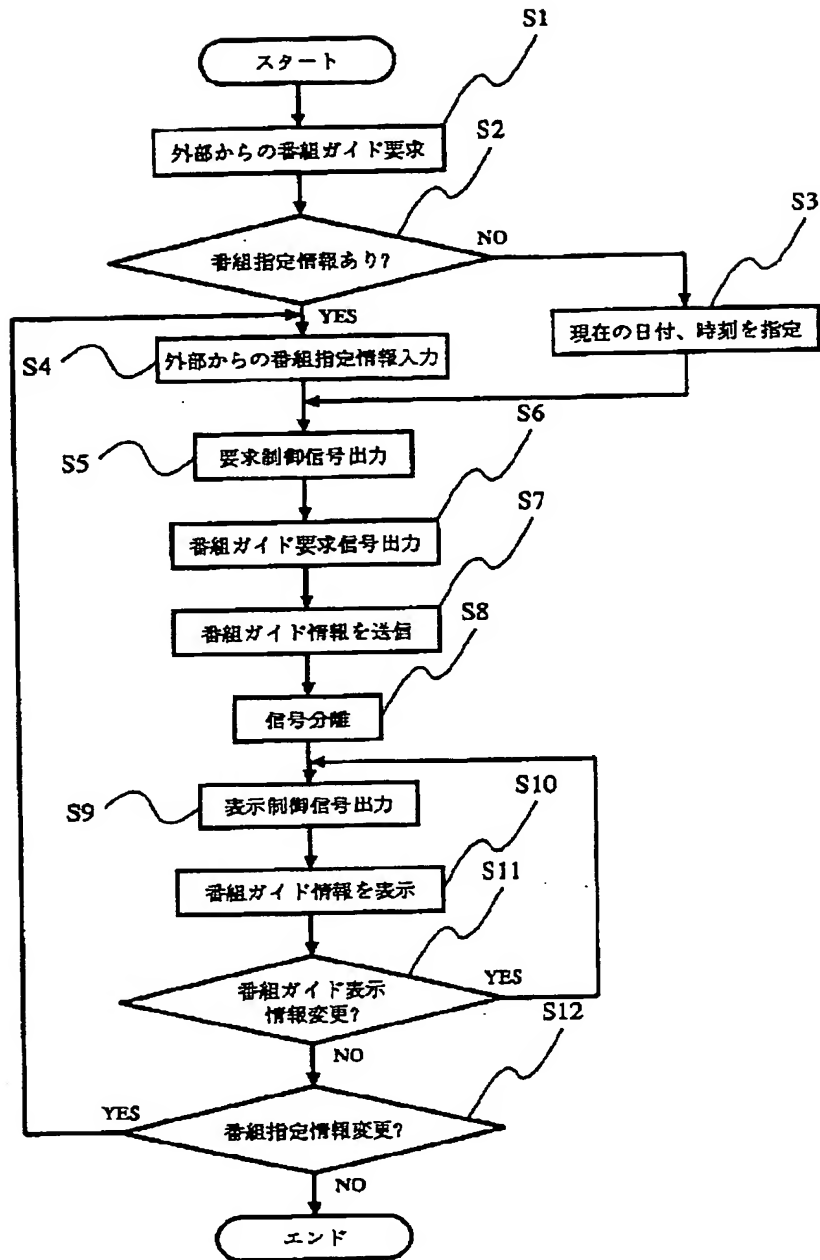 S1
スタート
外部からの番組ガイド要求
S2
番組指定情報あり?
NO
S3
YES
現在の日付、時刻を指定
S4
外部からの番組指定情報入力
S5
要求制御信号出力
S6
番組ガイド要求信号出力
S7
番組ガイド情報を送信
S8
信号分離
S9
表示制御信号出力
S10
番組ガイド情報を表示
S11
番組ガイド表示
情報変更?
YES
NO
S12
YES
番組指定情報変更?
NO
エンド